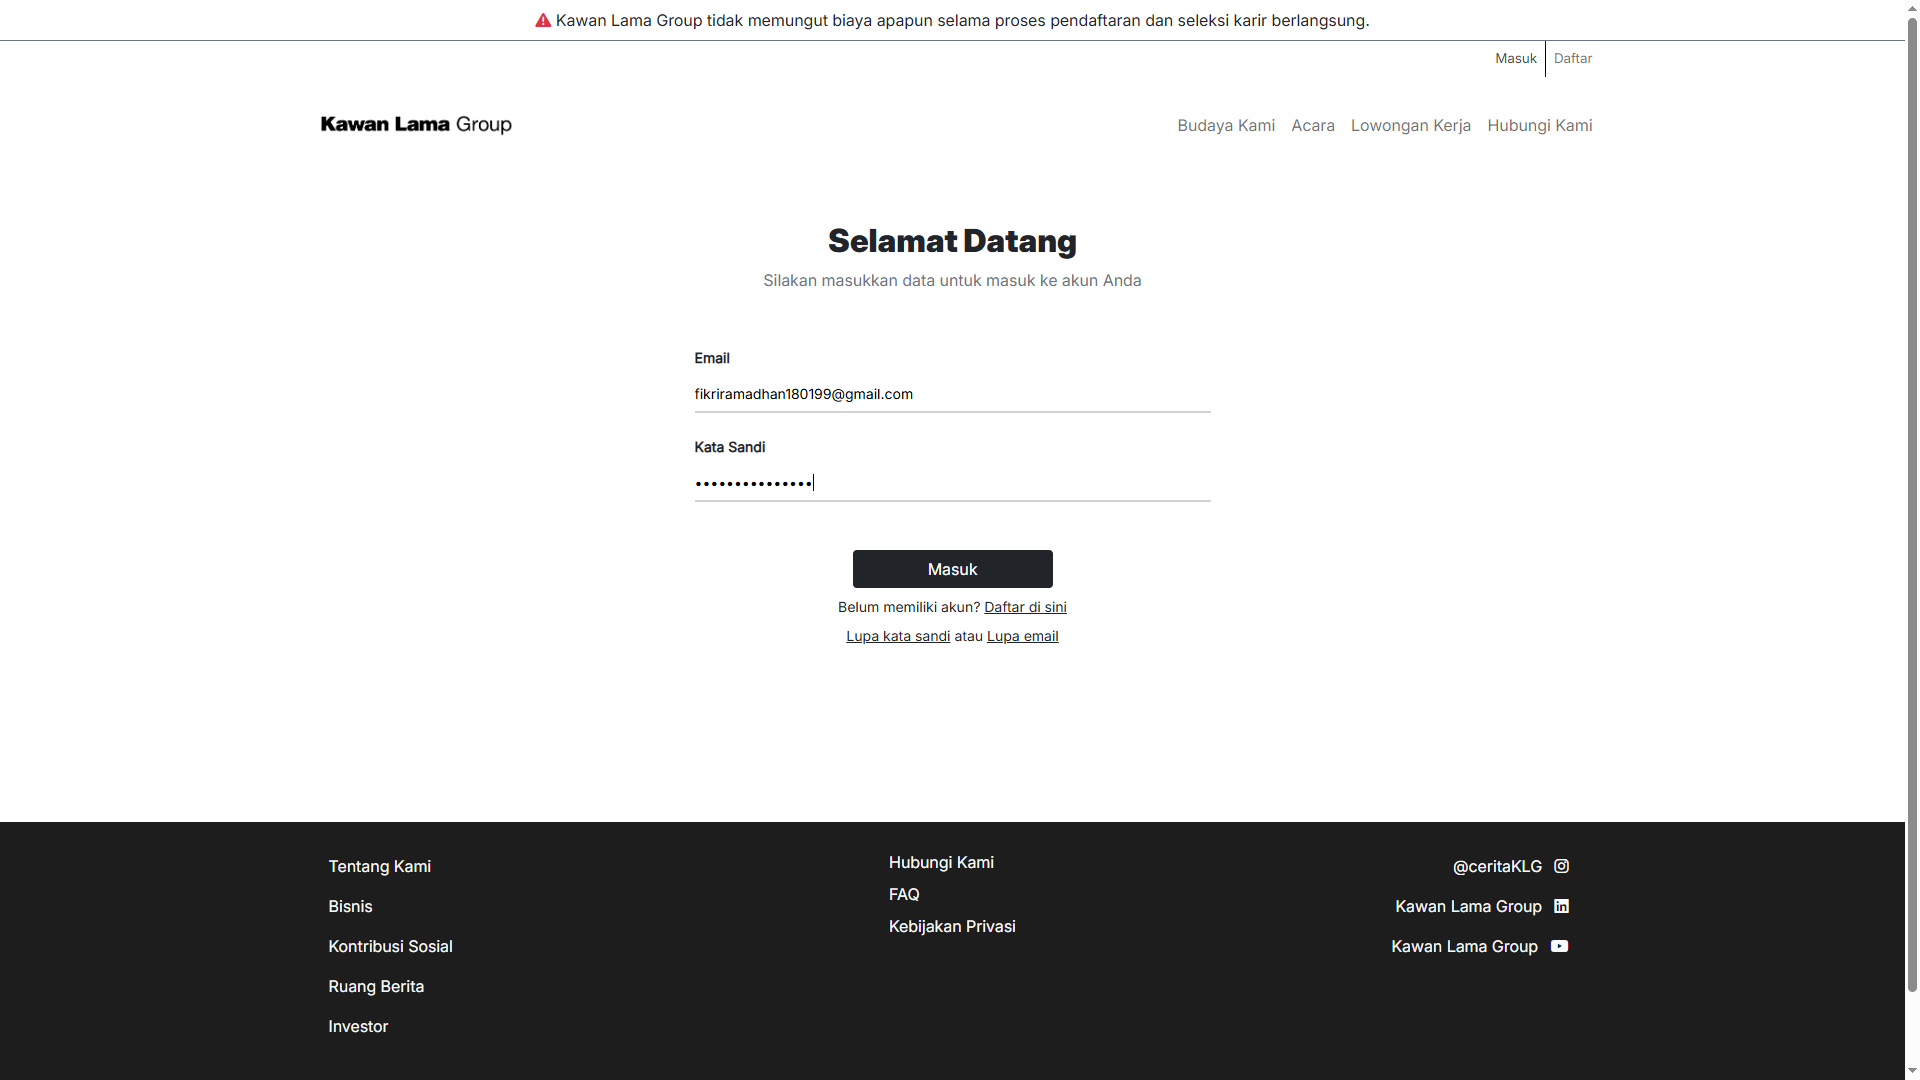 Kawan Lama Group tidak memungut biaya apapun selama proses pendaftaran dan seleksi karir berlangsung.
Masuk
Daftar
Kawan Lama Group
Budaya Kami
Acara
Lowongan Kerja
Hubungi Kami
Selamat Datang
Silakan masukkan data untuk masuk ke akun Anda
Email
fikriramadhan180199@gmail.com
Kata Sandi
•••••••••••••••
Masuk
Belum memiliki akun? Daftar di sini
Lupa kata sandi atau Lupa email
Tentang Kami
Bisnis
Kontribusi Sosial
Ruang Berita
Investor
Hubungi Kami
FAQ
Kebijakan Privasi
@ceritaKLG
Kawan Lama Group
Kawan Lama Group